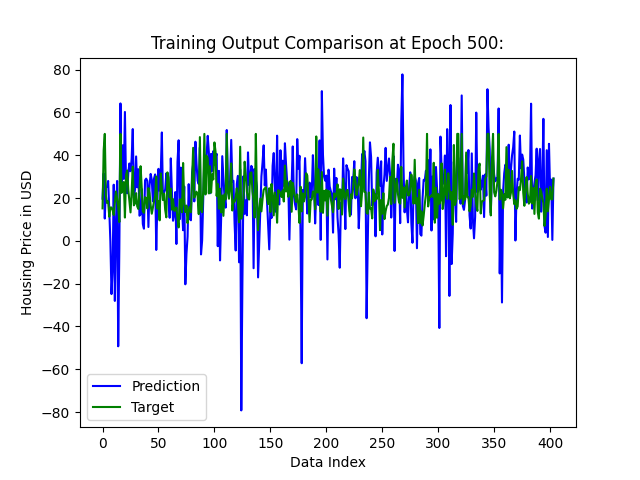 Training Output Comparison at Epoch 500:
80
60
40
20
0
−20
−40
−60
−80
Housing Price in USD
Prediction
Target
0 50 100 150 200 250 300 350 400
Data Index